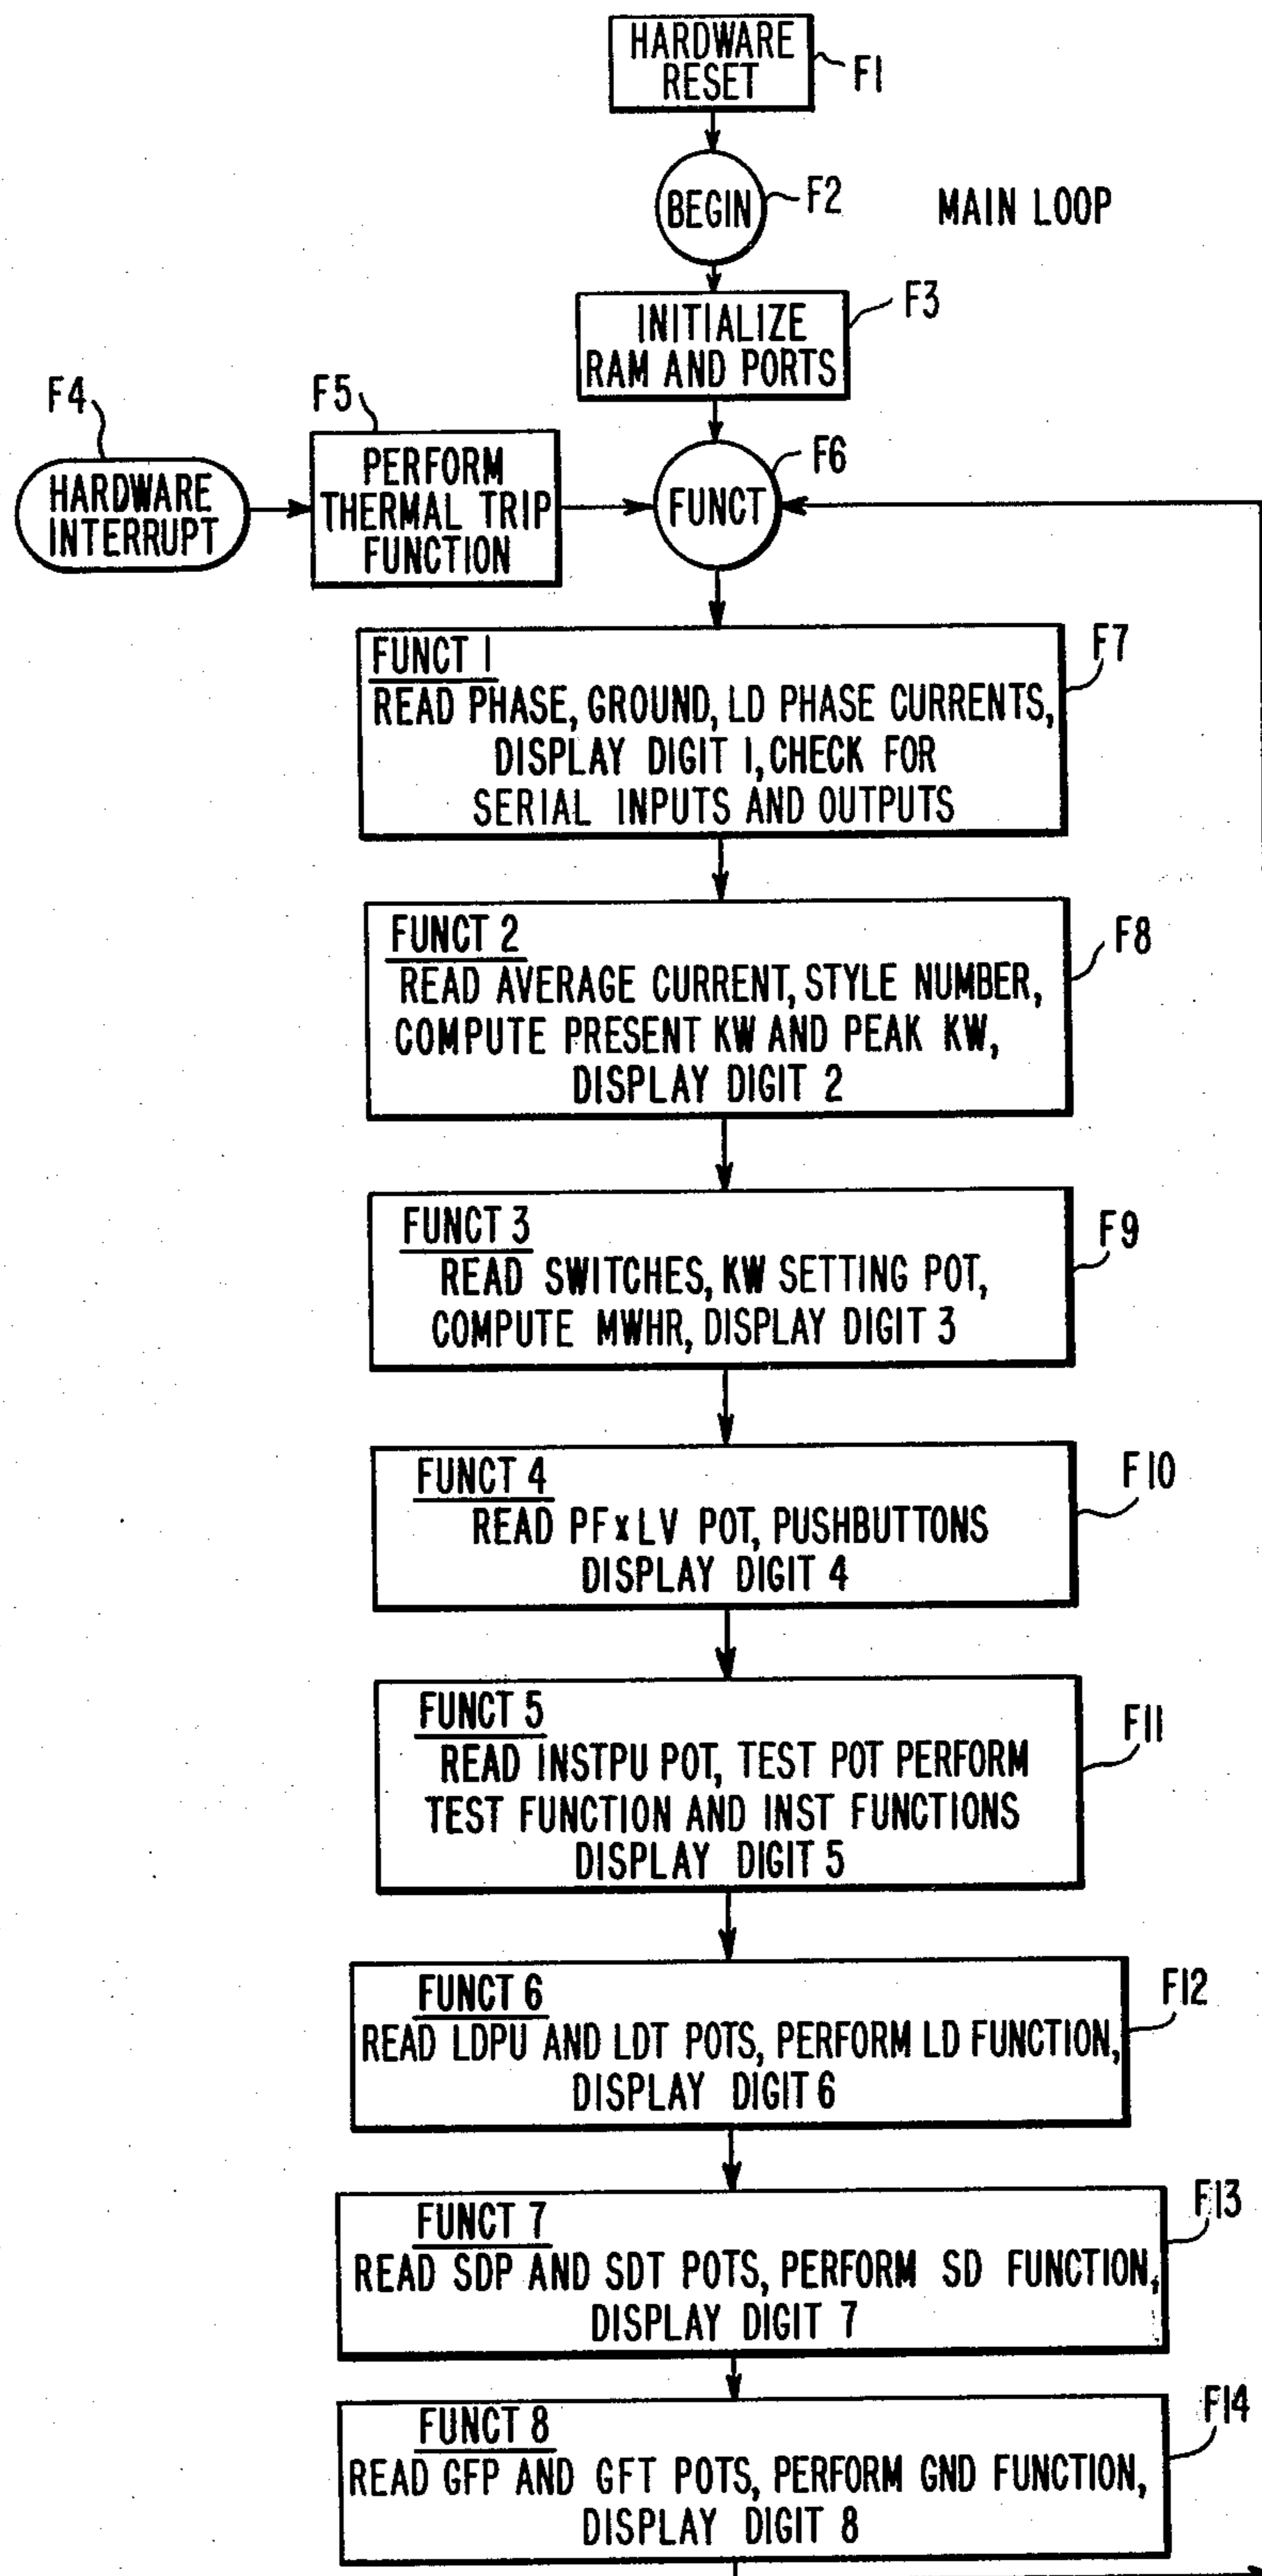 HARDWARE
RESET
F1
BEGIN
F2
MAIN LOOP
INITIALIZE
RAM AND PORTS
F3
F4
HARDWARE
INTERRUPT
F5
PERFORM
THERMAL TRIP
FUNCTION
F6
FUNCT
FUNCT 1
READ PHASE, GROUND, LD PHASE CURRENTS,
DISPLAY DIGIT 1, CHECK FOR
SERIAL INPUTS AND OUTPUTS
F7
FUNCT 2
READ AVERAGE CURRENT, STYLE NUMBER,
COMPUTE PRESENT KW AND PEAK KW,
DISPLAY DIGIT 2
F8
FUNCT 3
READ SWITCHES, KW SETTING POT,
COMPUTE MWHR, DISPLAY DIGIT 3
F9
FUNCT 4
READ PF x LV POT, PUSHBUTTONS
DISPLAY DIGIT 4
F10
FUNCT 5
READ INSTPU POT, TEST POT PERFORM
TEST FUNCTION AND INST FUNCTIONS
DISPLAY DIGIT 5
F11
FUNCT 6
READ LDPU AND LDT POTS, PERFORM LD FUNCTION,
DISPLAY DIGIT 6
F12
FUNCT 7
READ SDP AND SDT POTS, PERFORM SD FUNCTION,
DISPLAY DIGIT 7
F13
FUNCT 8
READ GFP AND GFT POTS, PERFORM GND FUNCTION,
DISPLAY DIGIT 8
F14